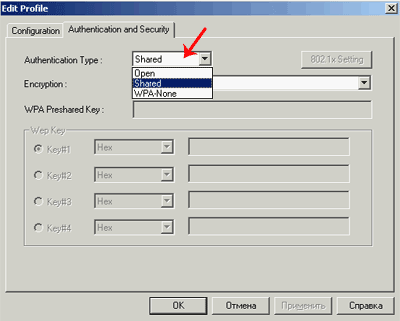 Edit Profile
Configuration Authentication and Security
Authentication Type : Shared 802.1x Setting
Open
Encryption : Shared
WPA-None
WPA Preshared Key :
Wep Key
Key#1 Hex
Key#2 Hex
Key#3 Hex
Key#4 Hex
OK Отмена Применить Справка